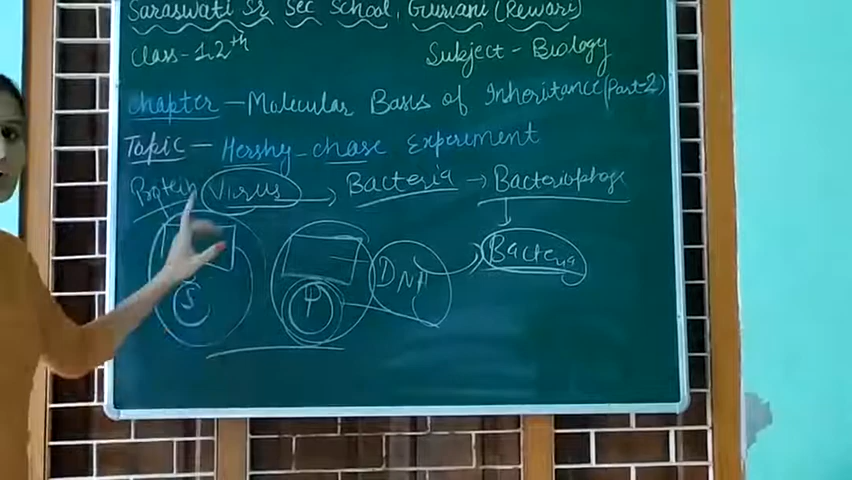 Saraswati Sr Sec School, Guriani (Rewari)
Class-12th Subject - Biology
Chapter - Molecular Basis of Inheritance (Part-2)
Topic - Hershy-chase Experiment
Protein Virus → Bacteria → Bacteriophage
S P DNA Bacteria